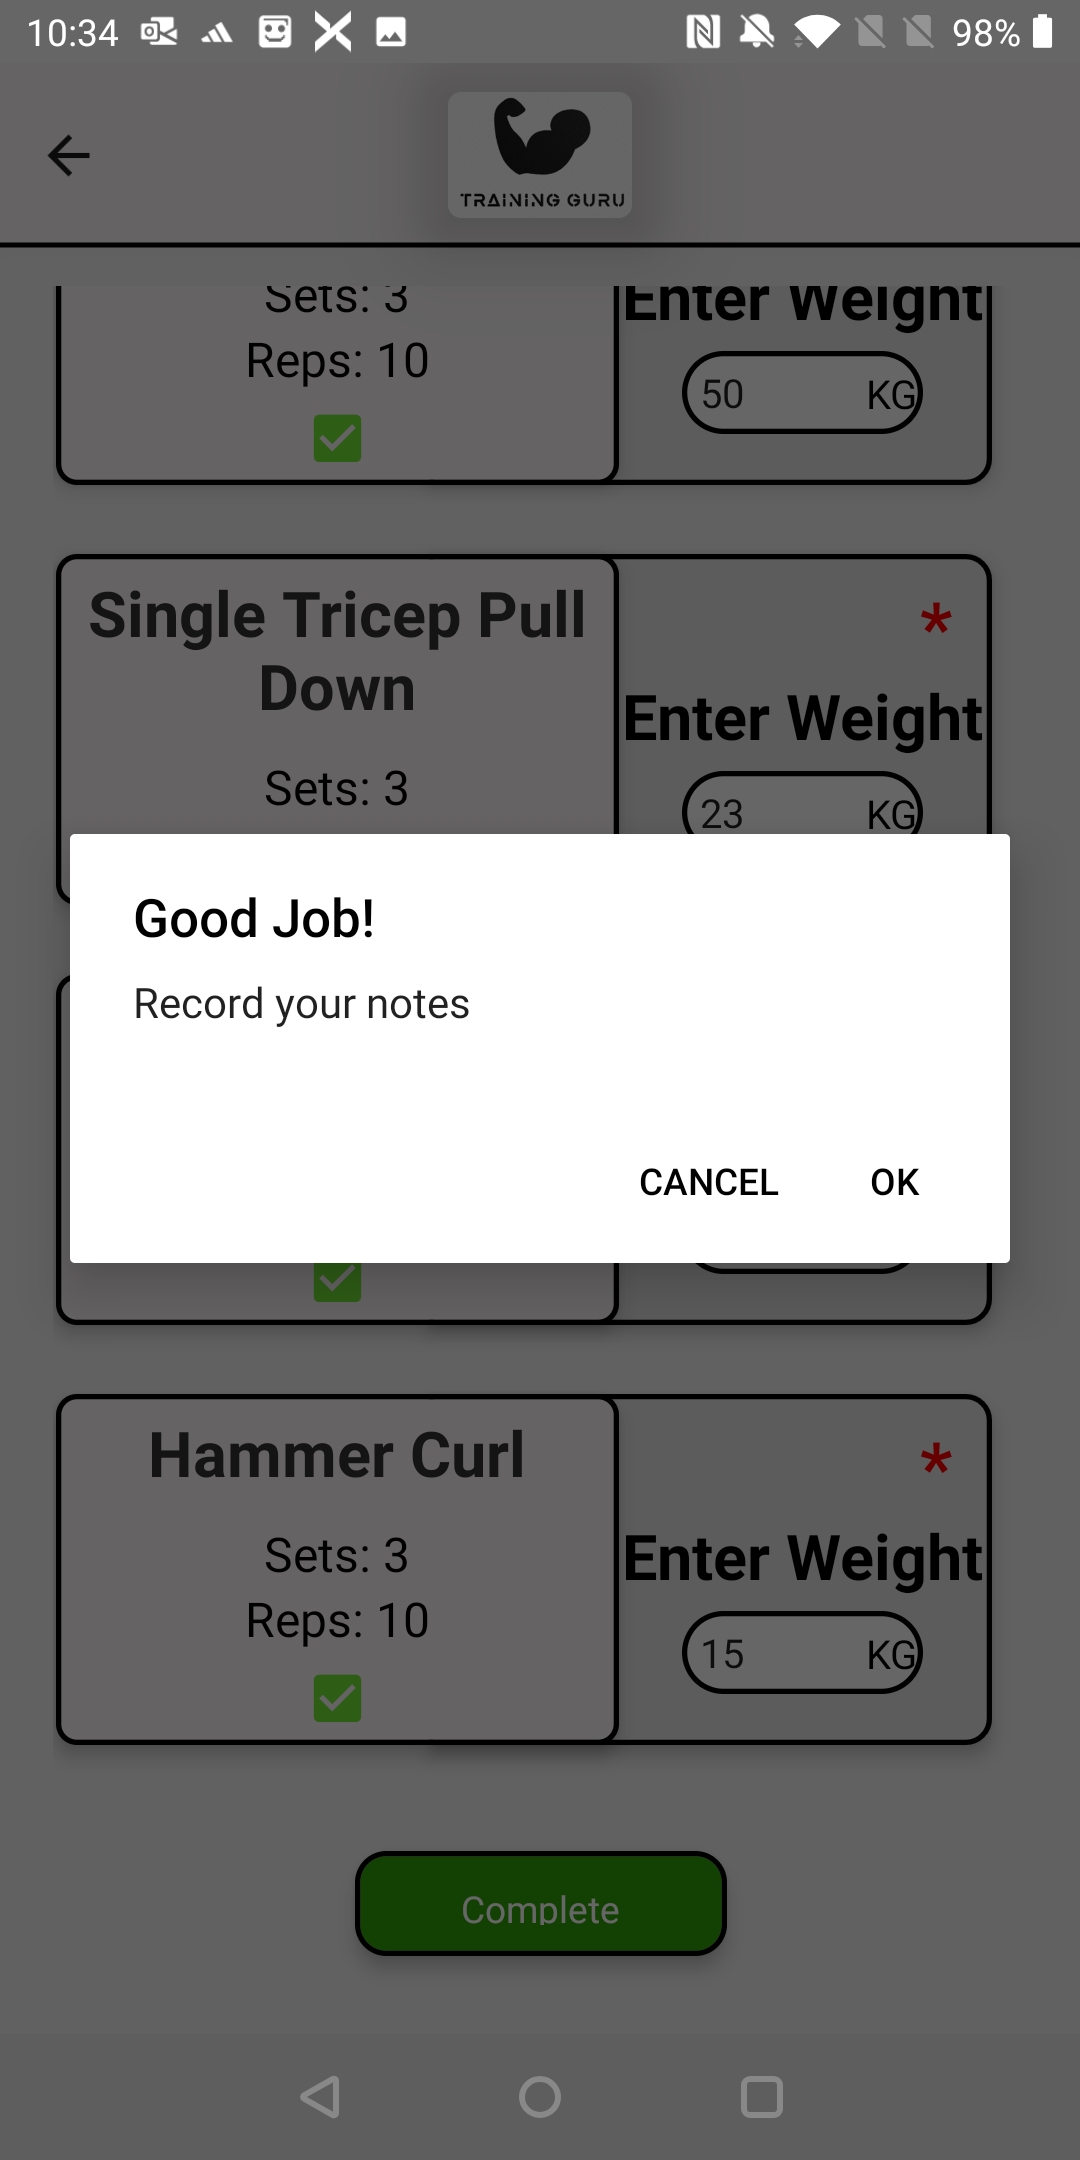 10:34
98%
TRAINING GURU
Sets: 3
Reps: 10
Enter Weight
50 KG
Single Tricep Pull
Down
Sets: 3
*
Enter Weight
23 KG
Good Job!
Record your notes
CANCEL OK
Hammer Curl
Sets: 3
Reps: 10
*
Enter Weight
15 KG
Complete